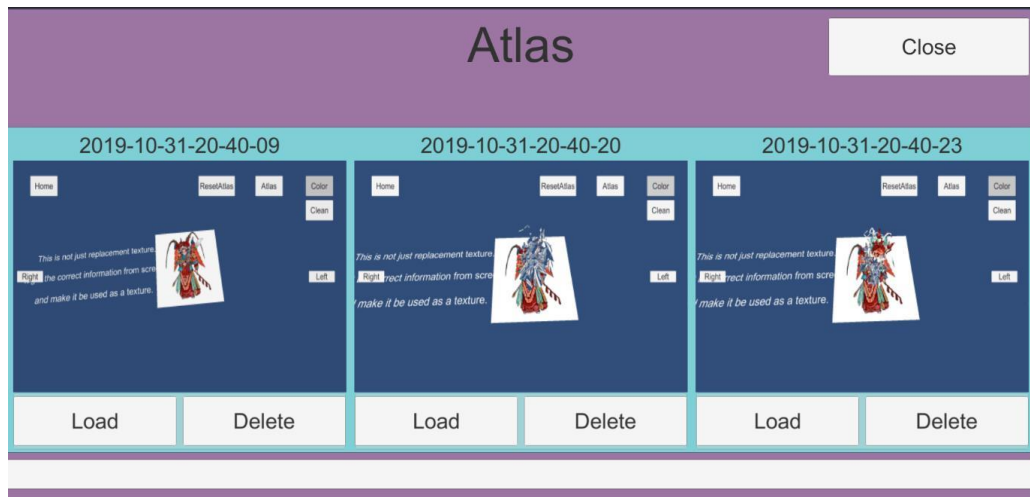 Atlas
Close
2019-10-31-20-40-09
2019-10-31-20-40-20
2019-10-31-20-40-23
Home
ResetAtlas
Atlas
Color
Clean
This is not just replacement texture.
Right
the correct information from scre
and make it be used as a texture.
Left
Home
ResetAtlas
Atlas
Color
Clean
This is not just replacement texture.
Right
rrect information from scre
make it be used as a texture.
Left
Home
ResetAtlas
Atlas
Color
Clean
This is not just replacement texture.
Right
rrect information from scre
make it be used as a texture.
Left
Load
Delete
Load
Delete
Load
Delete